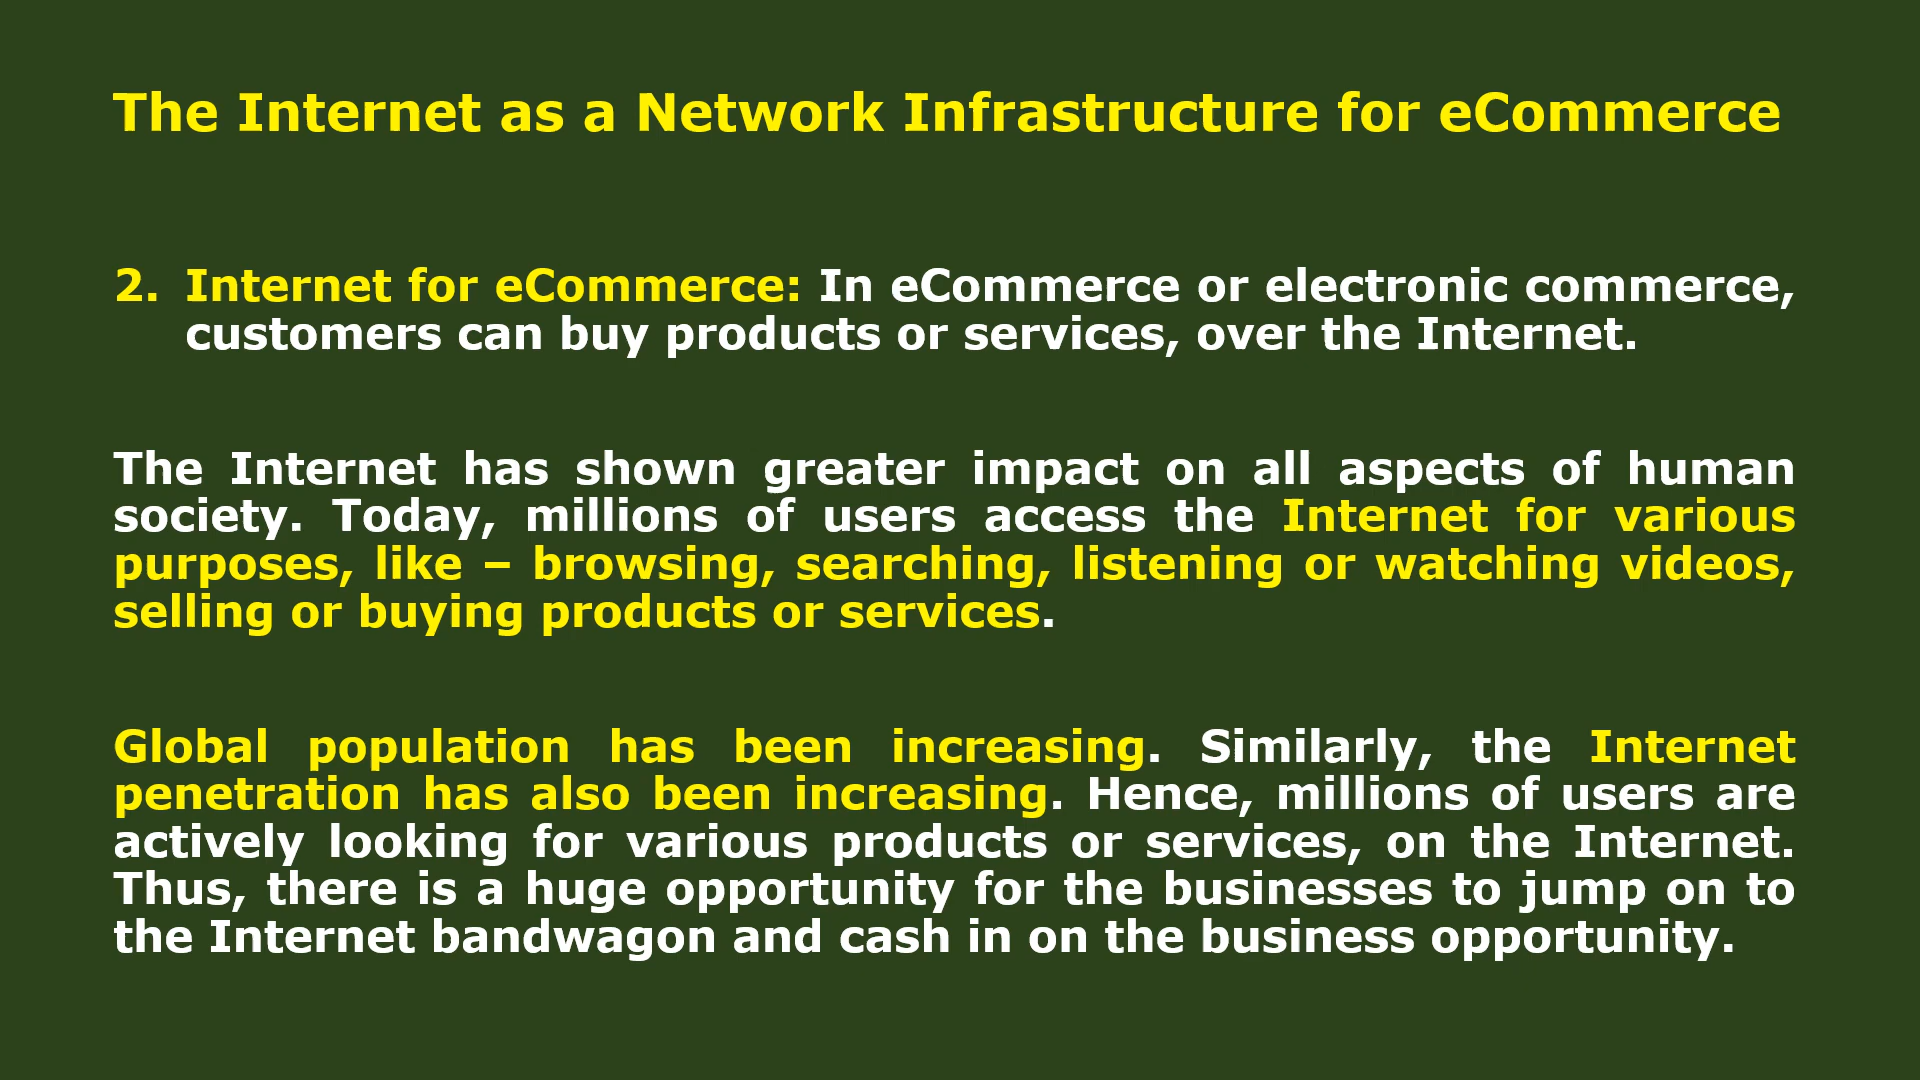 The Internet as a Network Infrastructure for eCommerce
2. Internet for eCommerce: In eCommerce or electronic commerce,
customers can buy products or services, over the Internet.
The Internet has shown greater impact on all aspects of human
society. Today, millions of users access the Internet for various
purposes, like – browsing, searching, listening or watching videos,
selling or buying products or services.
Global population has been increasing. Similarly, the Internet
penetration has also been increasing. Hence, millions of users are
actively looking for various products or services, on the Internet.
Thus, there is a huge opportunity for the businesses to jump on to
the Internet bandwagon and cash in on the business opportunity.